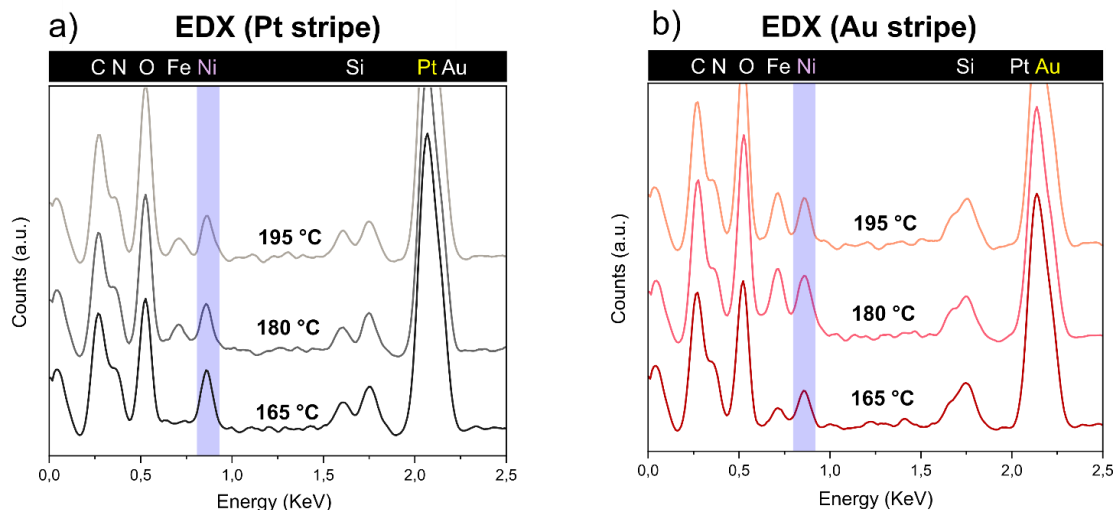 a) EDX (Pt stripe)
C N O Fe Ni Si Pt Au
195 °C
180 °C
165 °C
Counts (a.u.)
0,0 0,5 1,0 1,5 2,0 2,5
Energy (KeV)
b) EDX (Au stripe)
C N O Fe Ni Si Pt Au
195 °C
180 °C
165 °C
Counts (a.u.)
0,0 0,5 1,0 1,5 2,0 2,5
Energy (KeV)